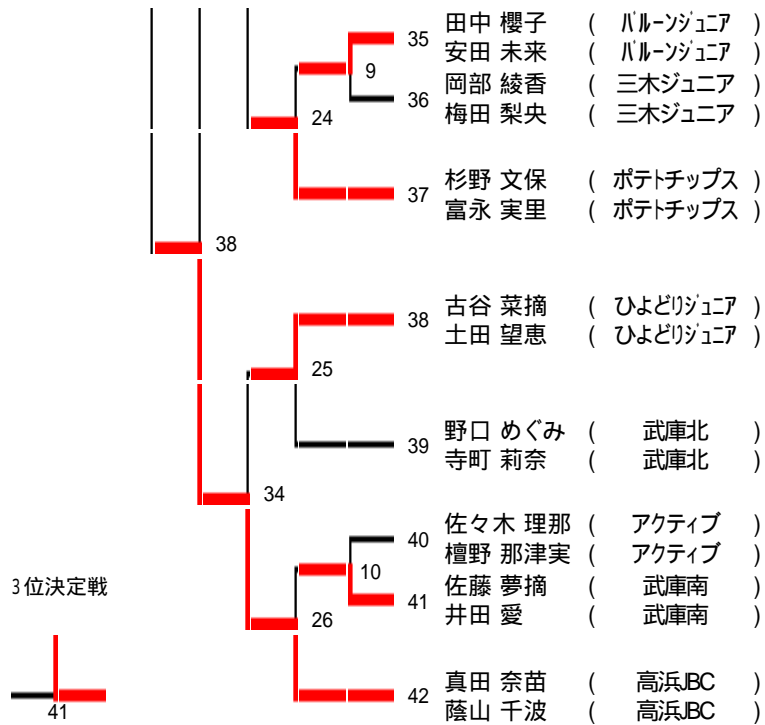 田中 櫻子 ( バルーンジュニア )
35
安田 未来 ( バルーンジュニア )
9
岡部 綾香 ( 三木ジュニア )
36
梅田 梨央 ( 三木ジュニア )
24
杉野 文保 ( ポテトチップス )
37
富永 実里 ( ポテトチップス )
38
古谷 菜摘 ( ひよどりジュニア )
38
土田 望恵 ( ひよどりジュニア )
25
野口 めぐみ ( 武庫北 )
39
寺町 莉奈 ( 武庫北 )
34
佐々木 理那 ( アクティブ )
40
檀野 那津実 ( アクティブ )
10
3位決定戦
佐藤 夢摘 ( 武庫南 )
41
井田 愛 ( 武庫南 )
26
真田 奈苗 ( 高浜JBC )
42
蔭山 千波 ( 高浜JBC )
41